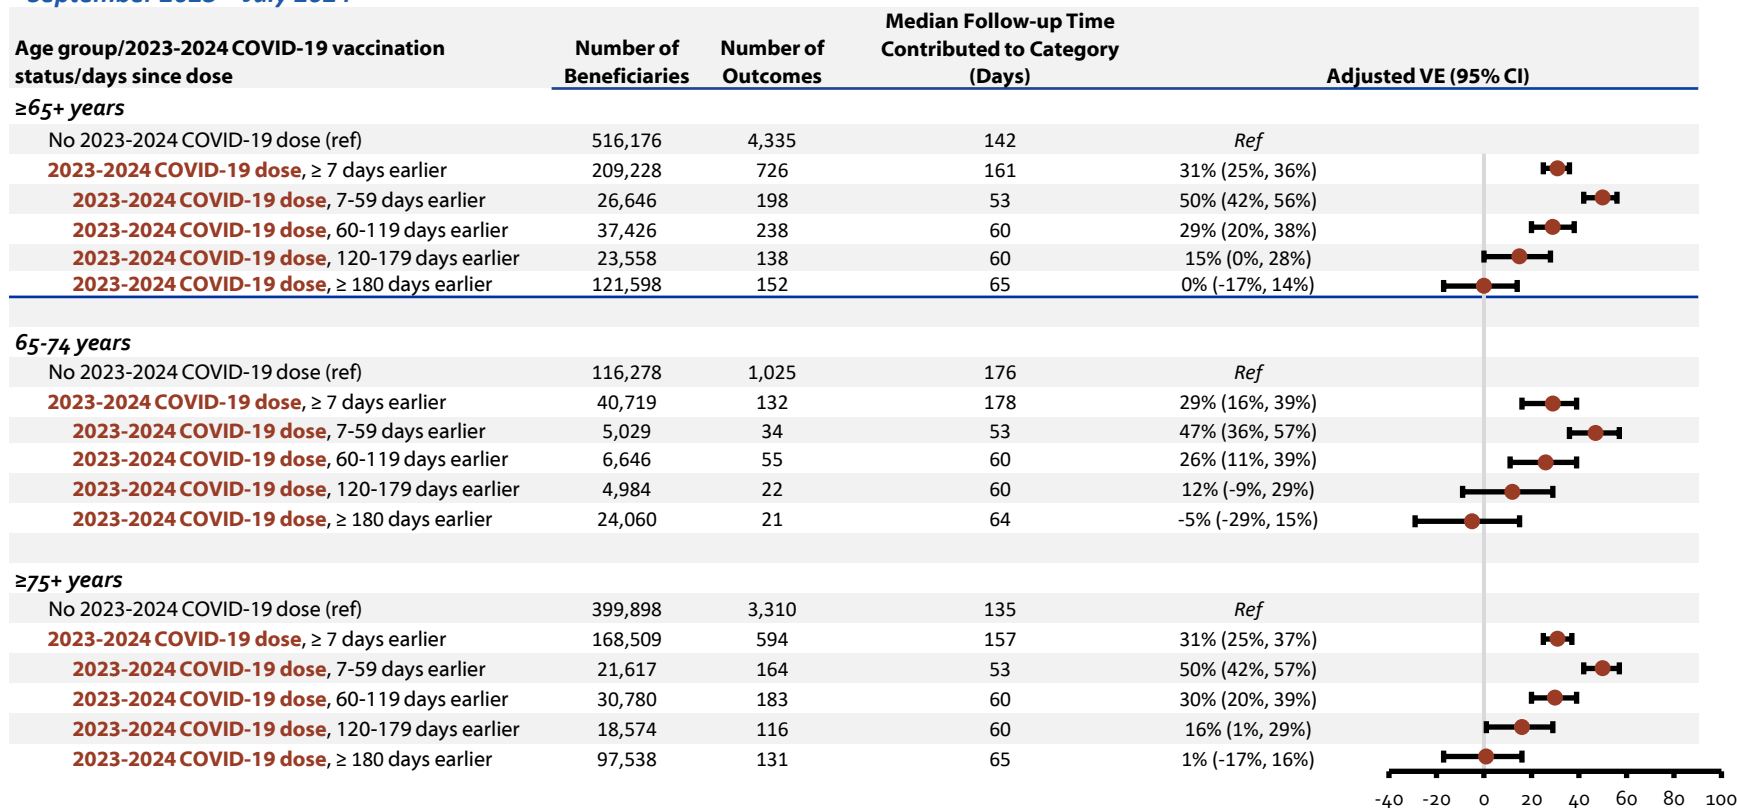 September 2023 – July 2024
Age group/2023-2024 COVID-19 vaccination status/days since dose Number of Beneficiaries Number of Outcomes Median Follow-up Time Contributed to Category (Days) Adjusted VE (95% CI)
≥65+ years
No 2023-2024 COVID-19 dose (ref) 516,176 4,335 142 Ref
2023-2024 COVID-19 dose, ≥ 7 days earlier 209,228 726 161 31% (25%, 36%)
2023-2024 COVID-19 dose, 7-59 days earlier 26,646 198 53 50% (42%, 56%)
2023-2024 COVID-19 dose, 60-119 days earlier 37,426 238 60 29% (20%, 38%)
2023-2024 COVID-19 dose, 120-179 days earlier 23,558 138 60 15% (0%, 28%)
2023-2024 COVID-19 dose, ≥ 180 days earlier 121,598 152 65 0% (-17%, 14%)
65-74 years
No 2023-2024 COVID-19 dose (ref) 116,278 1,025 176 Ref
2023-2024 COVID-19 dose, ≥ 7 days earlier 40,719 132 178 29% (16%, 39%)
2023-2024 COVID-19 dose, 7-59 days earlier 5,029 34 53 47% (36%, 57%)
2023-2024 COVID-19 dose, 60-119 days earlier 6,646 55 60 26% (11%, 39%)
2023-2024 COVID-19 dose, 120-179 days earlier 4,984 22 60 12% (-9%, 29%)
2023-2024 COVID-19 dose, ≥ 180 days earlier 24,060 21 64 -5% (-29%, 15%)
≥75+ years
No 2023-2024 COVID-19 dose (ref) 399,898 3,310 135 Ref
2023-2024 COVID-19 dose, ≥ 7 days earlier 168,509 594 157 31% (25%, 37%)
2023-2024 COVID-19 dose, 7-59 days earlier 21,617 164 53 50% (42%, 57%)
2023-2024 COVID-19 dose, 60-119 days earlier 30,780 183 60 30% (20%, 39%)
2023-2024 COVID-19 dose, 120-179 days earlier 18,574 116 60 16% (1%, 29%)
2023-2024 COVID-19 dose, ≥ 180 days earlier 97,538 131 65 1% (-17%, 16%)
-40 -20 0 20 40 60 80 100